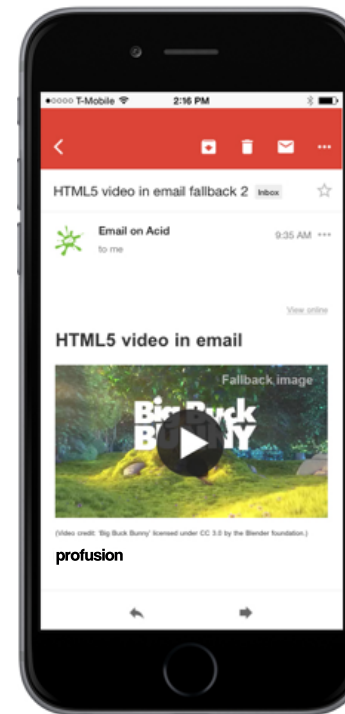 T-Mobile 2:16 PM
HTML5 video in email fallback 2 Inbox
Email on Acid 9:35 AM
to me
View online
HTML5 video in email
Fallback image
Big Buck
BUNNY
(Video credit: 'Big Buck Bunny' licensed under CC 3.0 by the Blender foundation.)
profusion